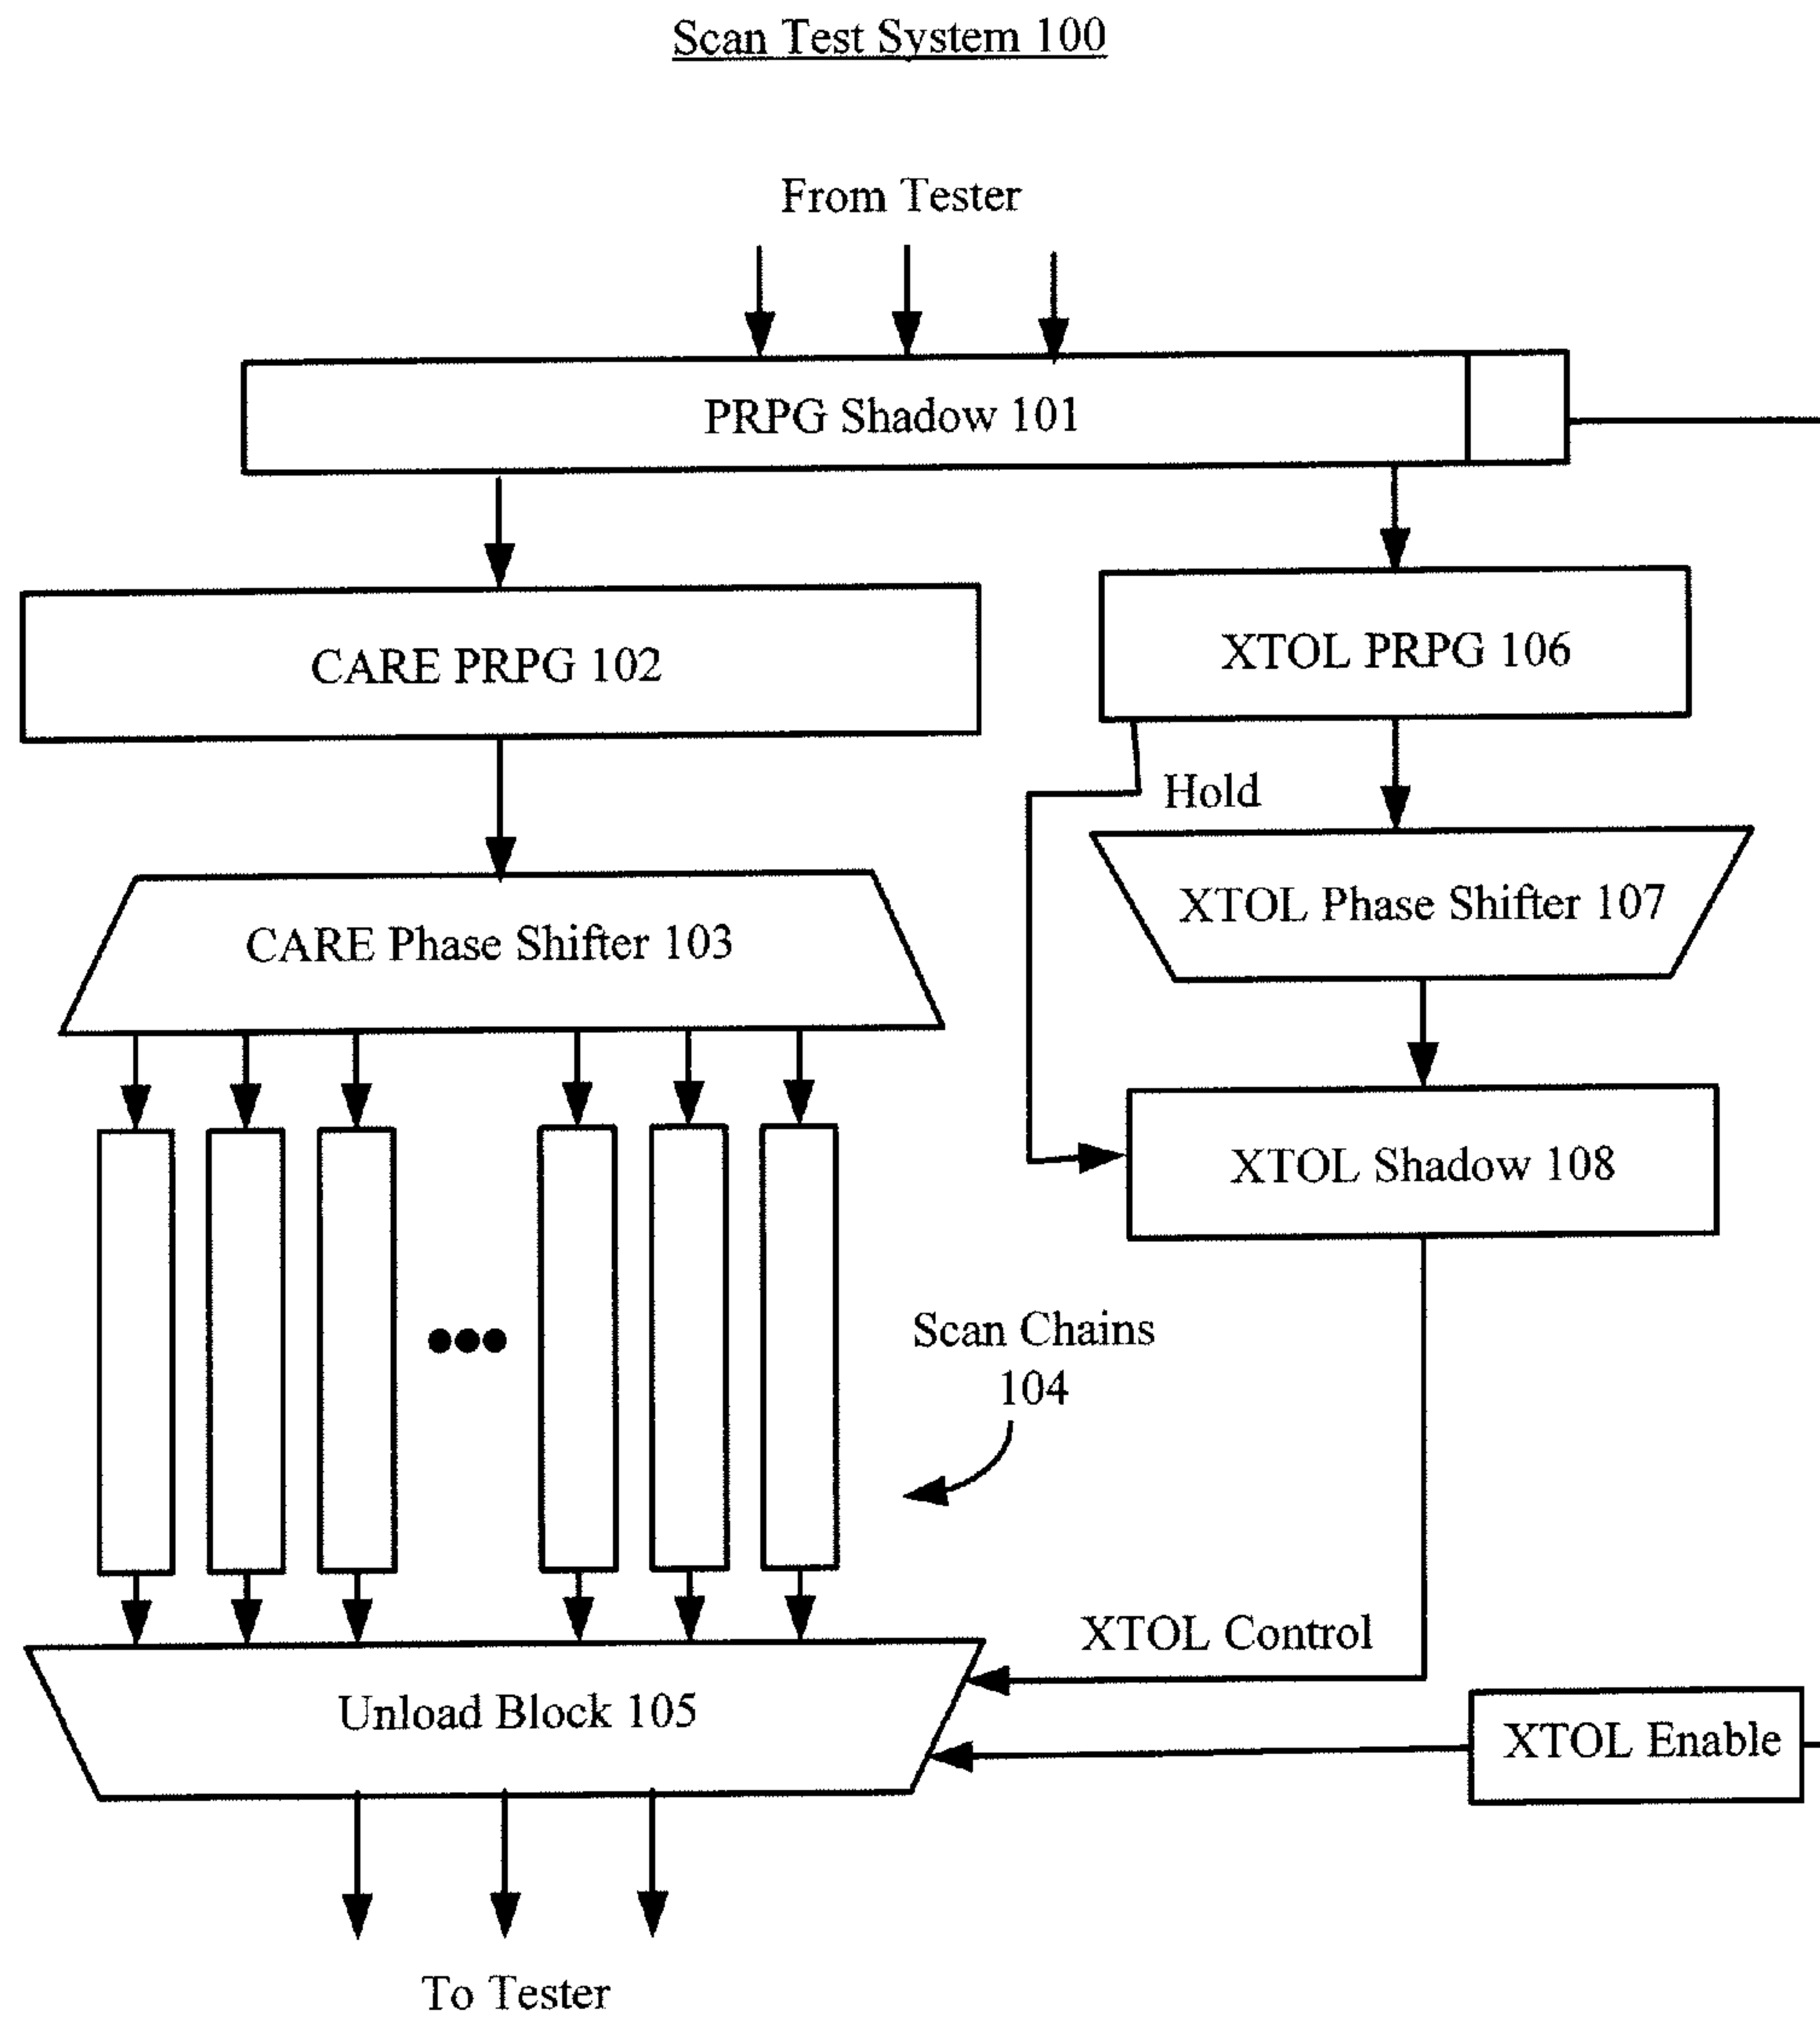 Scan Test System 100
From Tester
PRPG Shadow 101
CARE PRPG 102
XTOL PRPG 106
Hold
CARE Phase Shifter 103
XTOL Phase Shifter 107
XTOL Shadow 108
Scan Chains
104
XTOL Control
Unload Block 105
XTOL Enable
To Tester